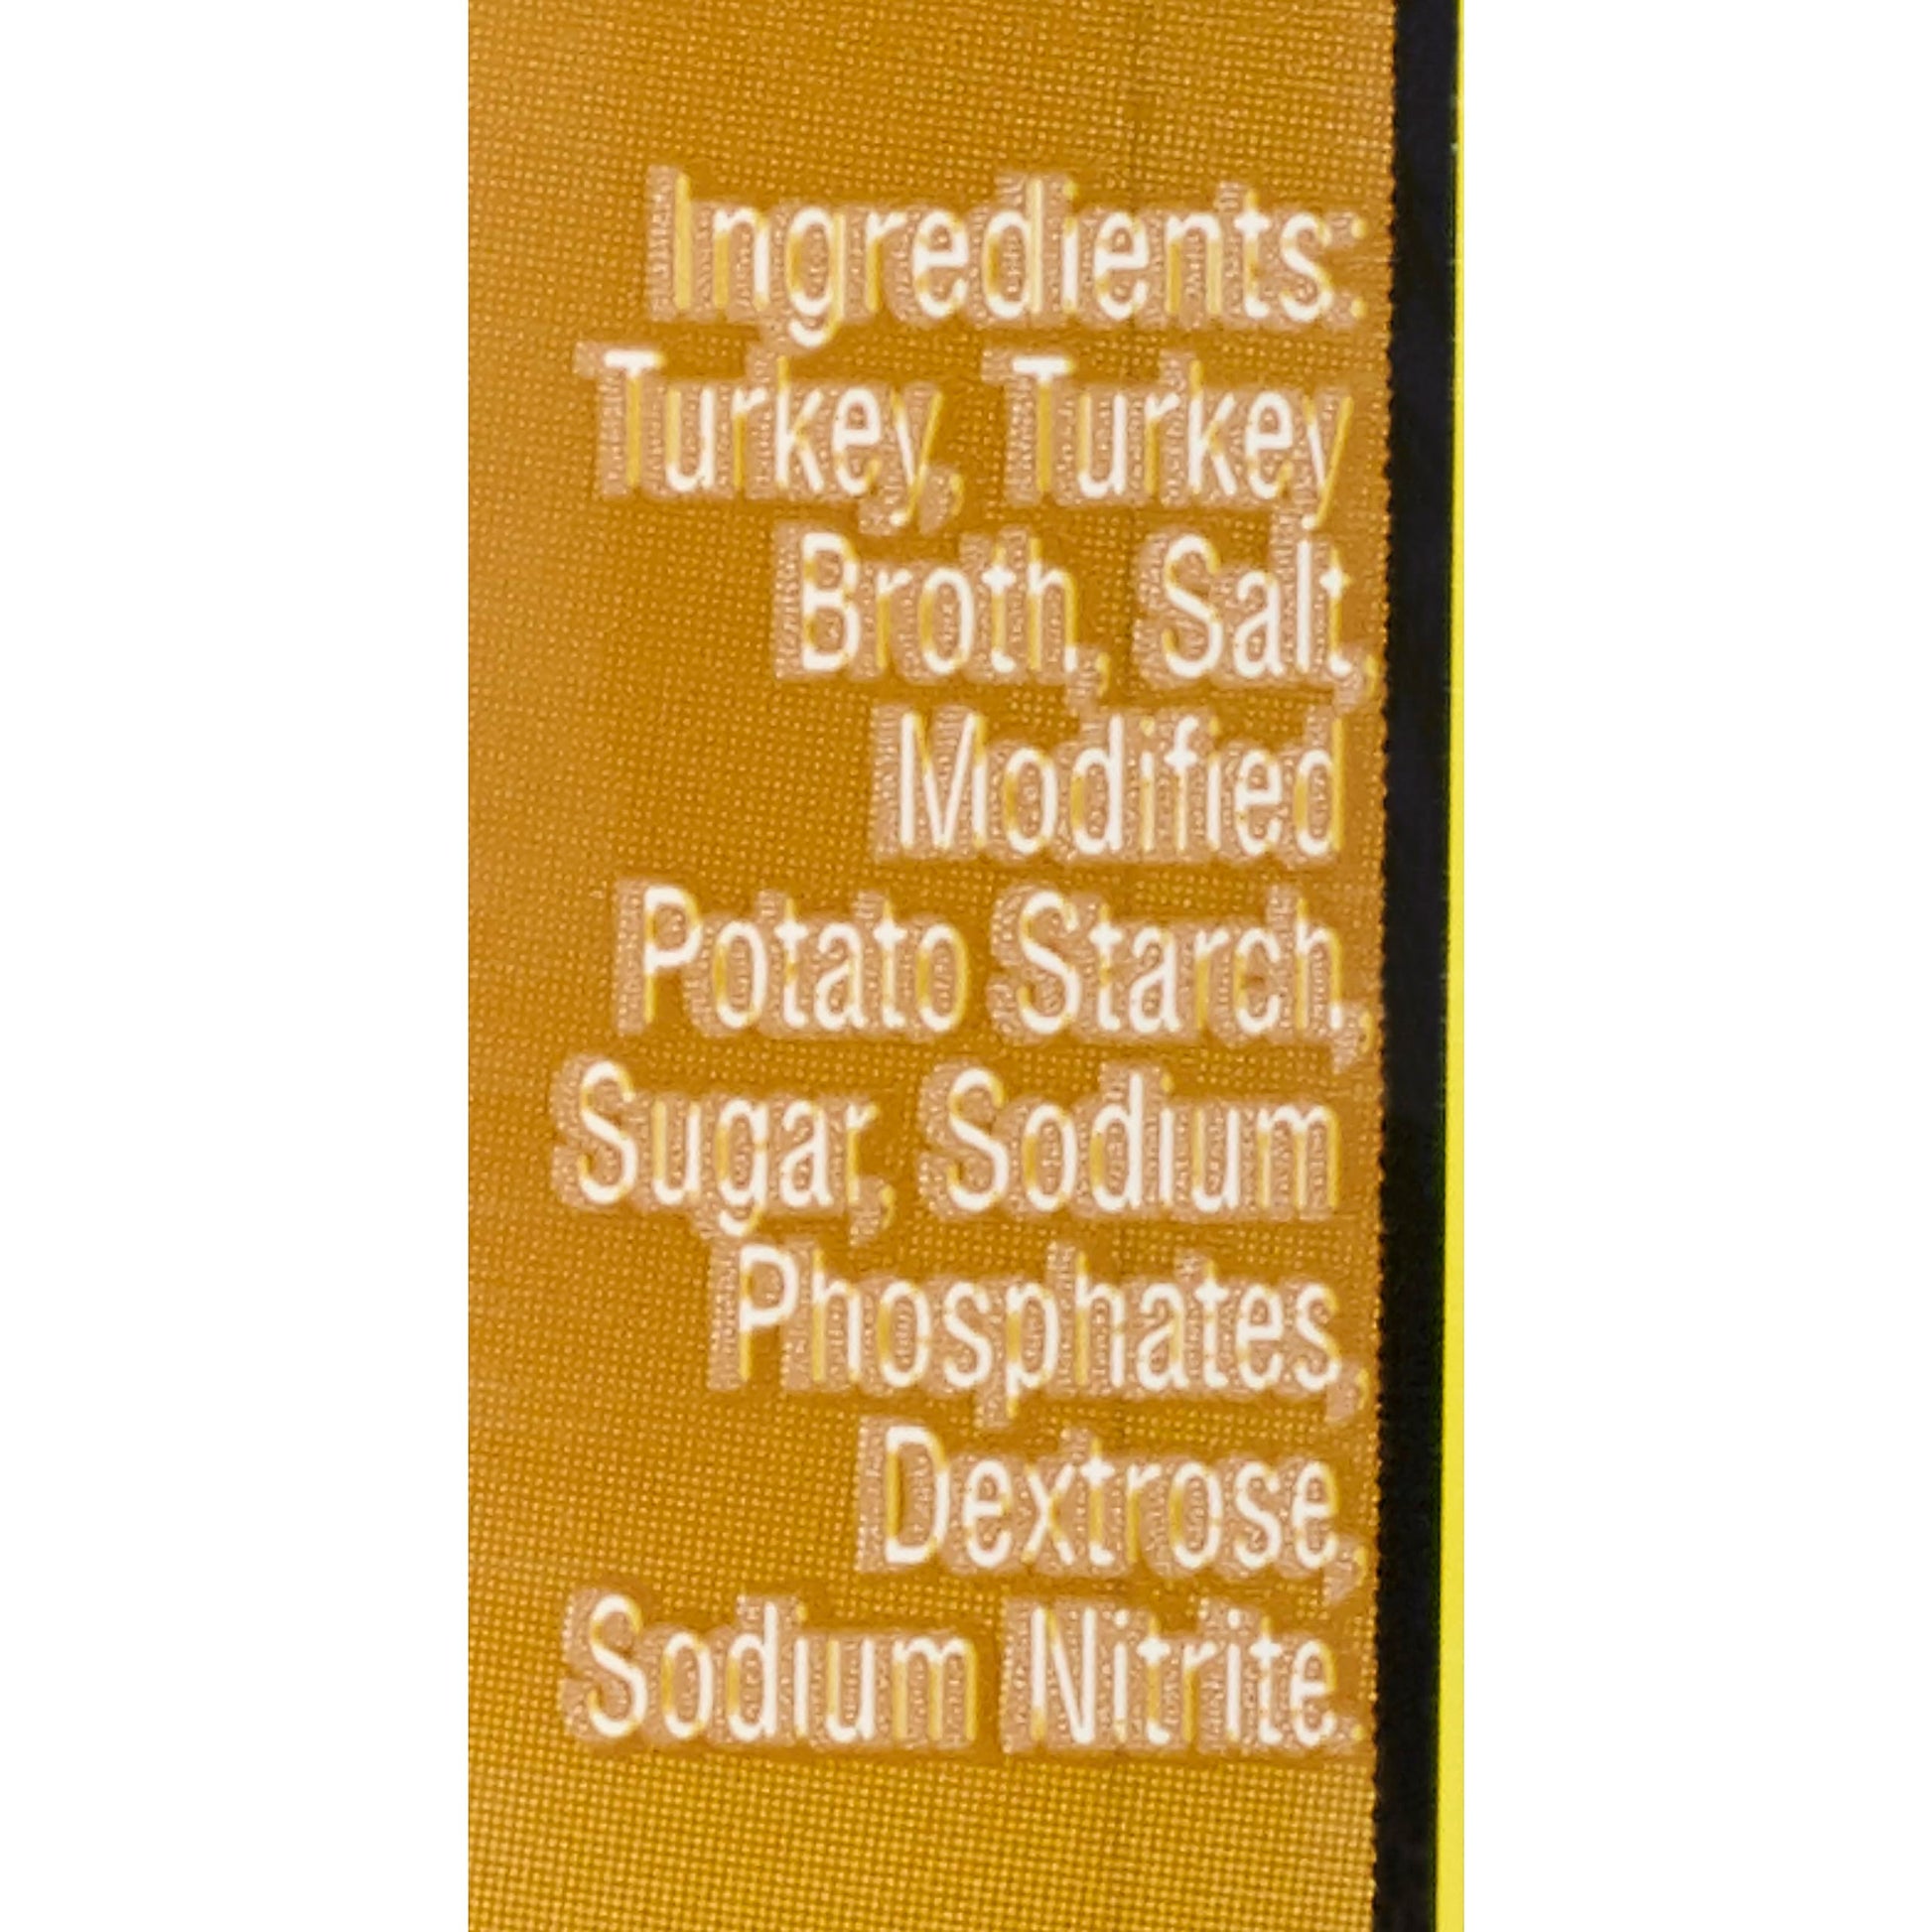 Ingredients:
Turkey, Turkey
Broth, Salt,
Modified
Potato Starch,
Sugar, Sodium
Phosphates,
Dextrose,
Sodium Nitrite.